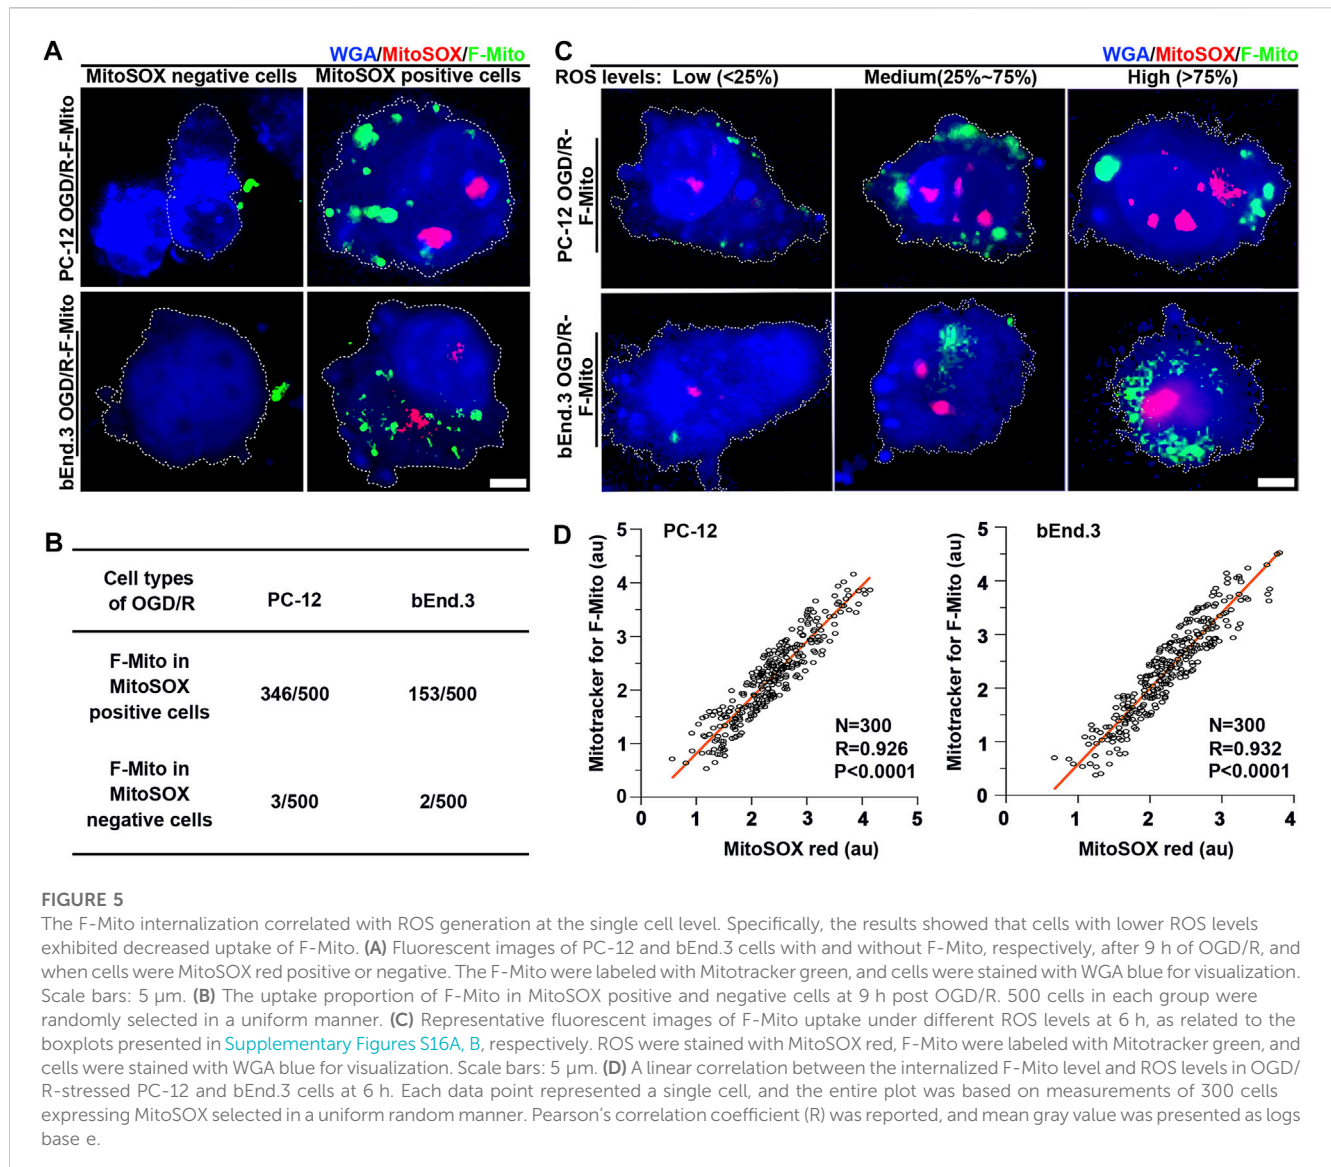 A
WGA/MitoSOX/F-Mito
MitoSOX negative cells
MitoSOX positive cells
PC-12 OGD/R-F-Mito
bEnd.3 OGD/R-F-Mito
C
WGA/MitoSOX/F-Mito
ROS levels: Low (<25%)
Medium(25%~75%)
High (>75%)
PC-12 OGD/R-
F-Mito
bEnd.3 OGD/R-
F-Mito
B
Cell types
of OGD/R
PC-12
bEnd.3
F-Mito in
MitoSOX
positive cells
346/500
153/500
F-Mito in
MitoSOX
negative cells
3/500
2/500
D
PC-12
Mitotracker for F-Mito (au)
5
4
3
2
1
0
N=300
R=0.926
P<0.0001
0 1 2 3 4 5
MitoSOX red (au)
bEnd.3
Mitotracker for F-Mito (au)
5
4
3
2
1
0
N=300
R=0.932
P<0.0001
0 1 2 3 4
MitoSOX red (au)
FIGURE 5
The F-Mito internalization correlated with ROS generation at the single cell level. Specifically, the results showed that cells with lower ROS levels
exhibited decreased uptake of F-Mito. (A) Fluorescent images of PC-12 and bEnd.3 cells with and without F-Mito, respectively, after 9 h of OGD/R, and
when cells were MitoSOX red positive or negative. The F-Mito were labeled with Mitotracker green, and cells were stained with WGA blue for visualization.
Scale bars: 5 µm. (B) The uptake proportion of F-Mito in MitoSOX positive and negative cells at 9 h post OGD/R. 500 cells in each group were
randomly selected in a uniform manner. (C) Representative fluorescent images of F-Mito uptake under different ROS levels at 6 h, as related to the
boxplots presented in Supplementary Figures S16A, B, respectively. ROS were stained with MitoSOX red, F-Mito were labeled with Mitotracker green, and
cells were stained with WGA blue for visualization. Scale bars: 5 µm. (D) A linear correlation between the internalized F-Mito level and ROS levels in OGD/
R-stressed PC-12 and bEnd.3 cells at 6 h. Each data point represented a single cell, and the entire plot was based on measurements of 300 cells
expressing MitoSOX selected in a uniform random manner. Pearson's correlation coefficient (R) was reported, and mean gray value was presented as logs
base e.